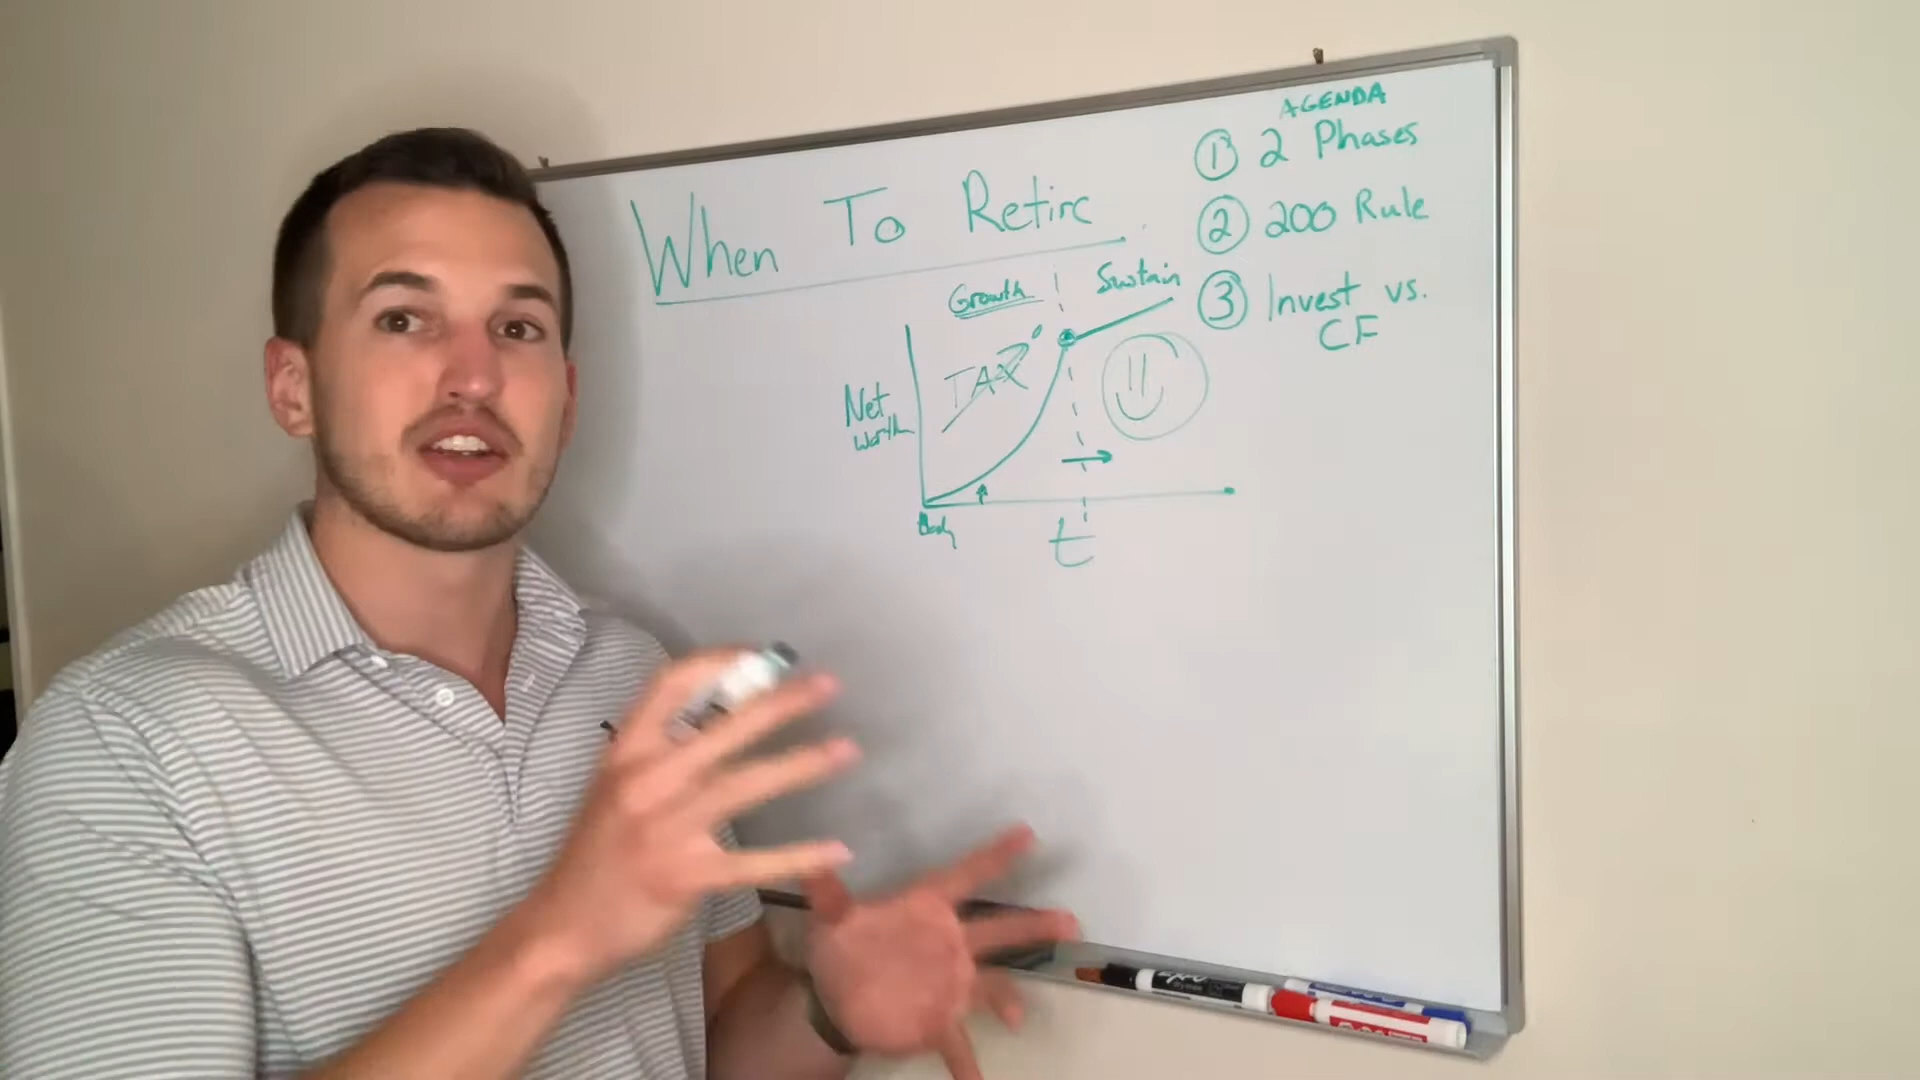 When To Retire
AGENDA
① 2 Phases
② 200 Rule
③ Invest vs.
CF
Growth
Sustain
TAX
Net
Worth
t
EXPO